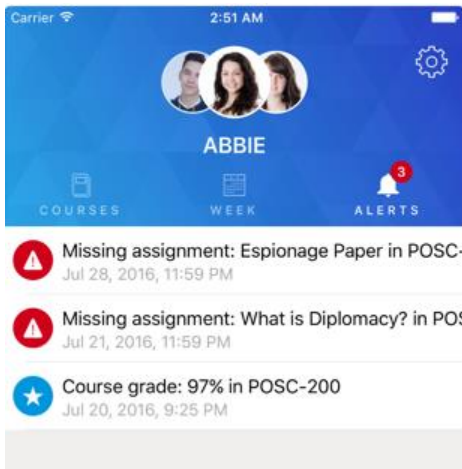 Carrier 2:51 AM
ABBIE
3
COURSES WEEK ALERTS
Missing assignment: Espionage Paper in POSC-
Jul 28, 2016, 11:59 PM
Missing assignment: What is Diplomacy? in POS
Jul 21, 2016, 11:59 PM
Course grade: 97% in POSC-200
Jul 20, 2016, 9:25 PM